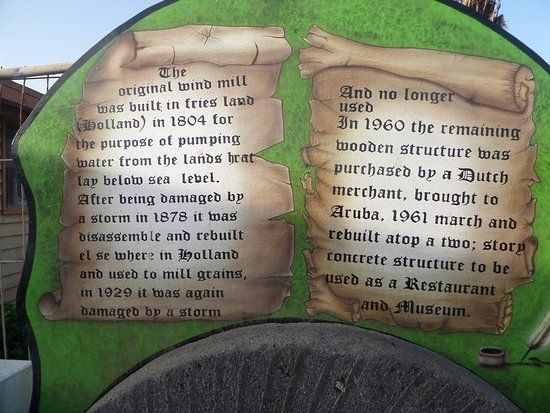 The
original wind mill
was built in fries land
(Holland) in 1804 for
the purpose of pumping
water from the lands hrat
lay below sea level.
After being damaged by
a storm in 1878 it was
disassemble and rebuilt
el se where in Holland
and used to mill grains,
in 1929 it was again
damaged by a storm
And no longer
used
In 1960 the remaining
wooden structure was
purchased by a Dutch
merchant, brought to
Aruba, 1961 march and
rebuilt atop a two; story
concrete structure to be
used as a Restaurant
and Museum.